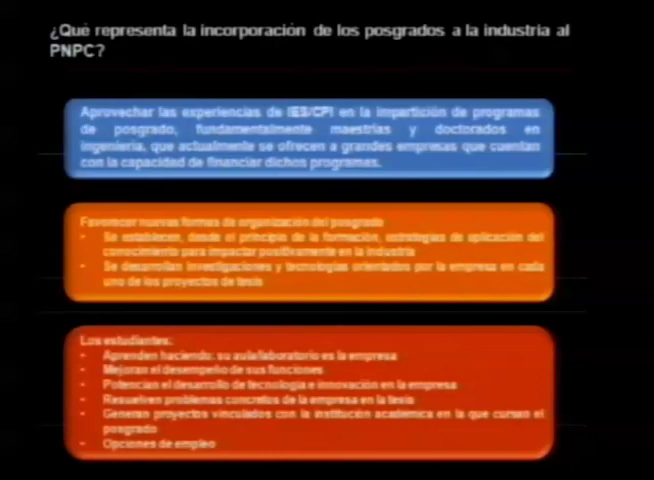 ¿Qué representa la incorporación de los posgrados a la industria al
PNPC?
Aprovechar las experiencias de IES/CPI en la impartición de programas
de posgrado, fundamentalmente maestrías y doctorados en
ingeniería, que actualmente se ofrecen a grandes empresas que cuentan
con la capacidad de financiar dichos programas.
Favorecer nuevas formas de organización del posgrado
• Se establecen, desde el principio de la formación, estrategias de aplicación del
conocimiento para impactar positivamente en la industria
• Se desarrollan investigaciones y tecnologías orientados por la empresa en cada
uno de los proyectos de tesis
Los estudiantes:
• Aprenden haciendo: su aula/laboratorio es la empresa
• Mejoran el desempeño de sus funciones
• Potencian el desarrollo de tecnología e innovación en la empresa
• Resuelven problemas concretos de la empresa en la tesis
• Generan proyectos vinculados con la institución académica en la que cursan el
posgrado
• Opciones de empleo